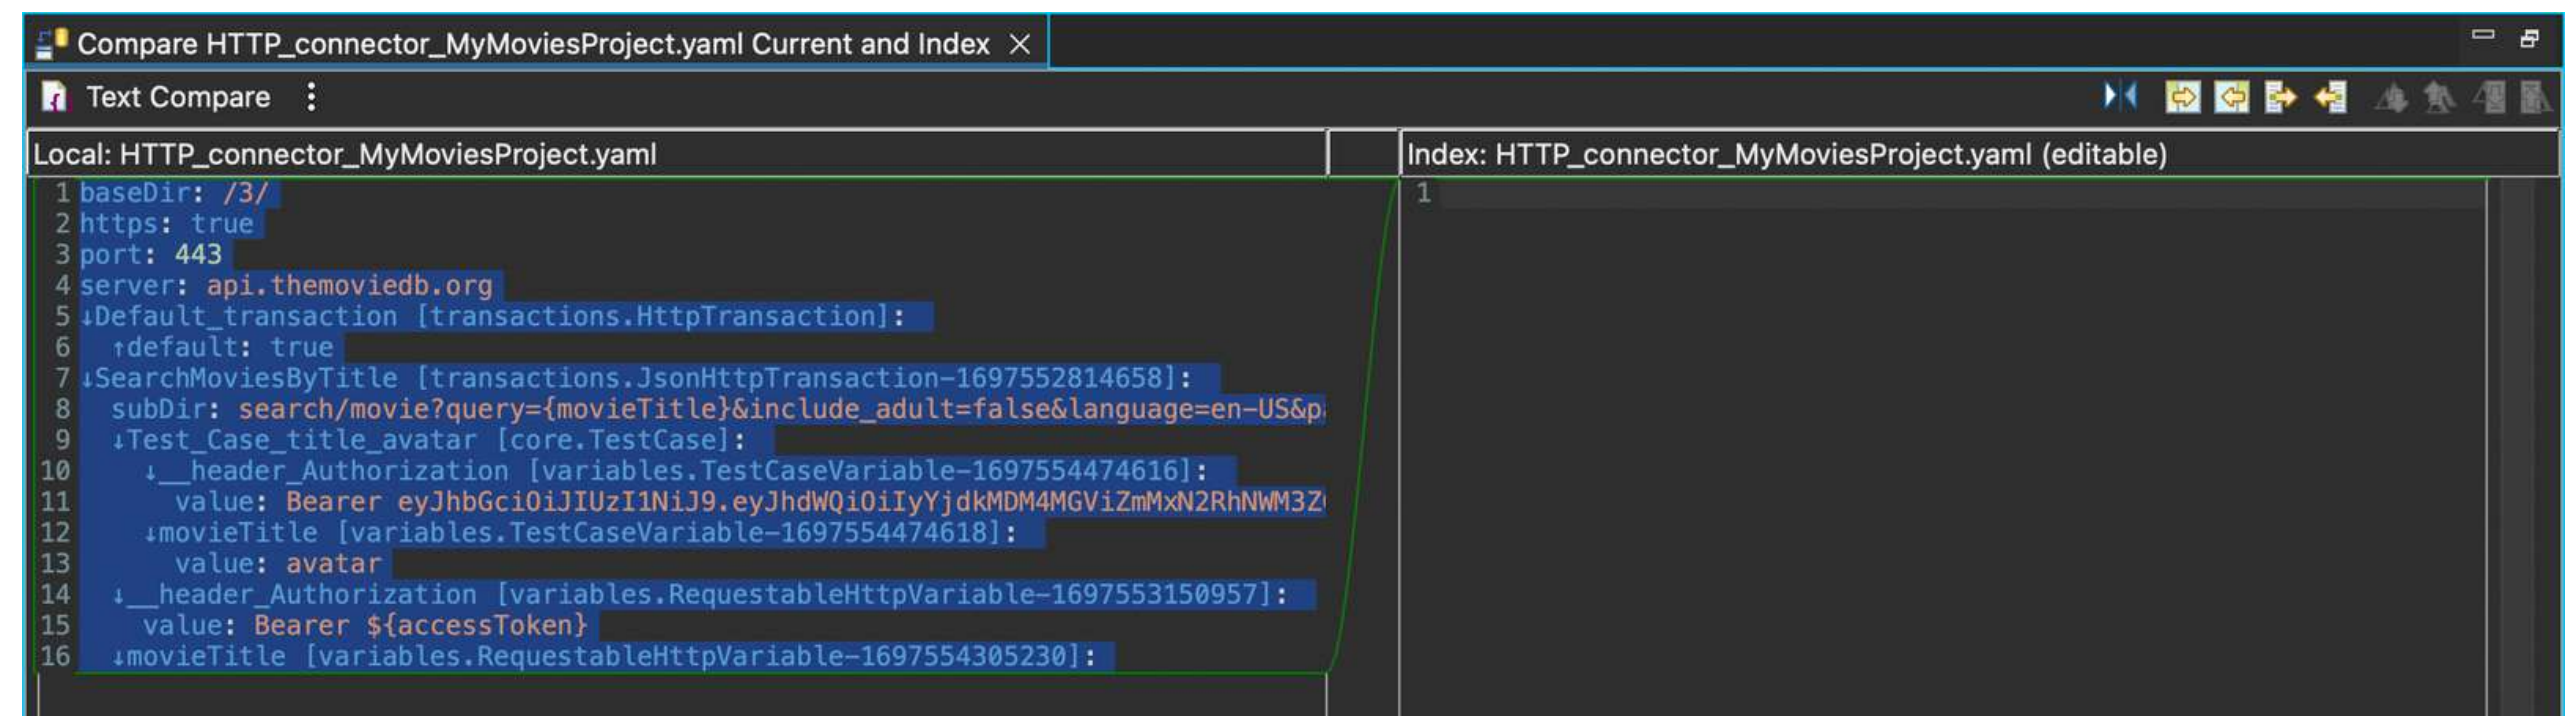 Compare HTTP_connector_MyMoviesProject.yaml Current and Index
Text Compare
Local: HTTP_connector_MyMoviesProject.yaml
Index: HTTP_connector_MyMoviesProject.yaml (editable)
1 baseDir: /3/
2 https: true
3 port: 443
4 server: api.themoviedb.org
5 ↓Default_transaction [transactions.HttpTransaction]:
6 ↑default: true
7 ↓SearchMoviesByTitle [transactions.JsonHttpTransaction-1697552814658]:
8 subDir: search/movie?query={movieTitle}&include_adult=false&language=en-US&p
9 ↓Test_Case_title_avatar [core.TestCase]:
10 ↓__header_Authorization [variables.TestCaseVariable-1697554474616]:
11 value: Bearer eyJhbGciOiJIUzI1NiJ9.eyJhdWQiOiIyYjdkMDM4MGViZmMxN2RhNWM3Z
12 ↓movieTitle [variables.TestCaseVariable-1697554474618]:
13 value: avatar
14 ↓__header_Authorization [variables.RequestableHttpVariable-1697553150957]:
15 value: Bearer ${accessToken}
16 ↓movieTitle [variables.RequestableHttpVariable-1697554305230]:
1